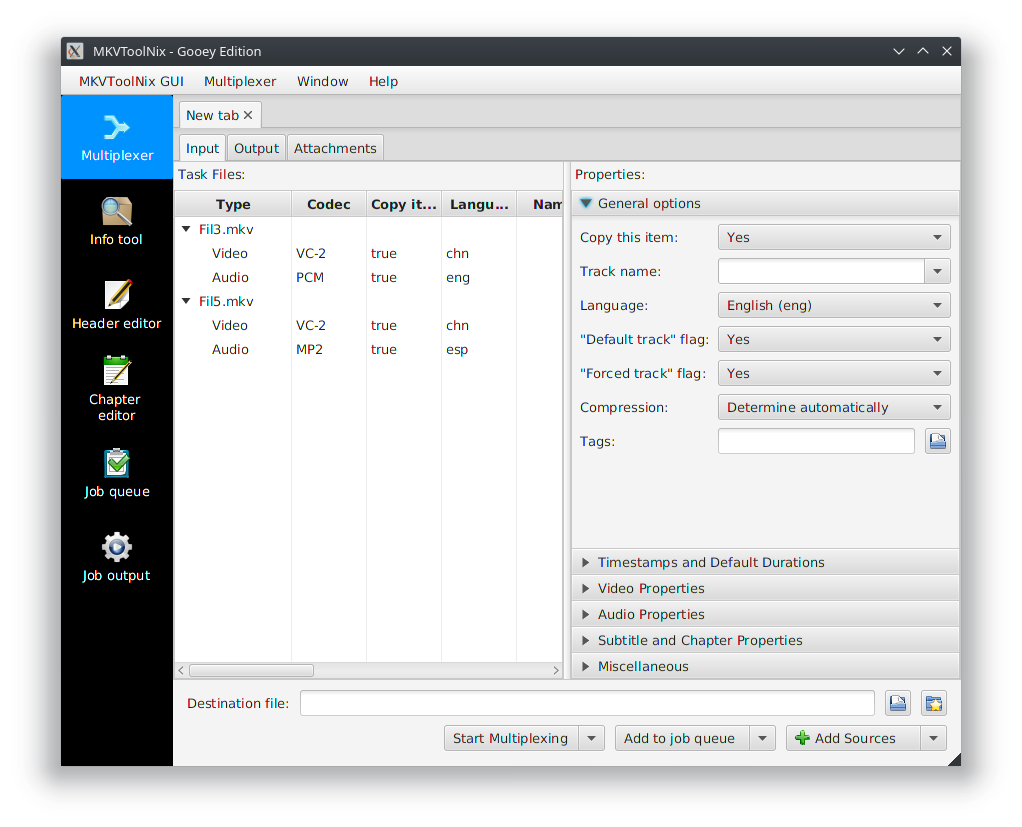 MKVToolNix - Gooey Edition
MKVToolNix GUI Multiplexer Window Help
Multiplexer
Info tool
Header editor
Chapter
editor
Job queue
Job output
New tab
Input Output Attachments
Task Files:
Type Codec Copy it... Langu... Nam
Fil3.mkv
Video VC-2 true chn
Audio PCM true eng
Fil5.mkv
Video VC-2 true chn
Audio MP2 true esp
Properties:
General options
Copy this item: Yes
Track name:
Language: English (eng)
"Default track" flag: Yes
"Forced track" flag: Yes
Compression: Determine automatically
Tags:
Timestamps and Default Durations
Video Properties
Audio Properties
Subtitle and Chapter Properties
Miscellaneous
Destination file:
Start Multiplexing Add to job queue Add Sources